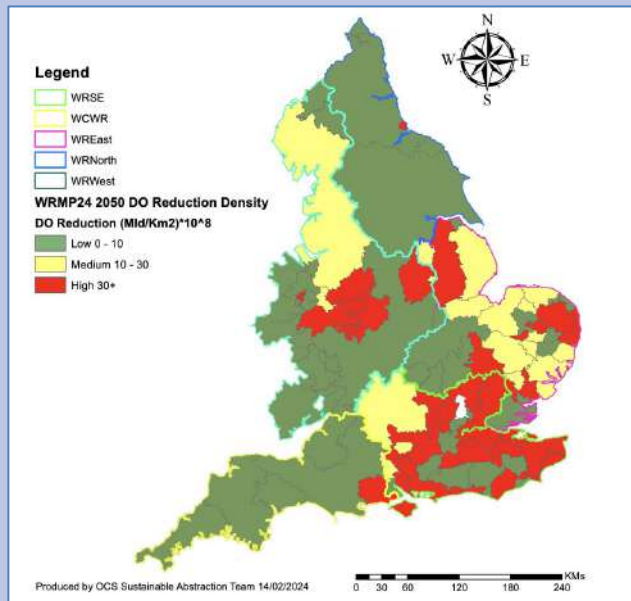 N
W E
S
Legend
WRSE
WCWR
WREast
WRNorth
WRWest
WRMP24 2050 DO Reduction Density
DO Reduction (Mld/Km2)*10^8
Low 0 - 10
Medium 10 - 30
High 30+
Produced by OCS Sustainable Abstraction Team 14/02/2024
KMs
0 30 60 120 180 240